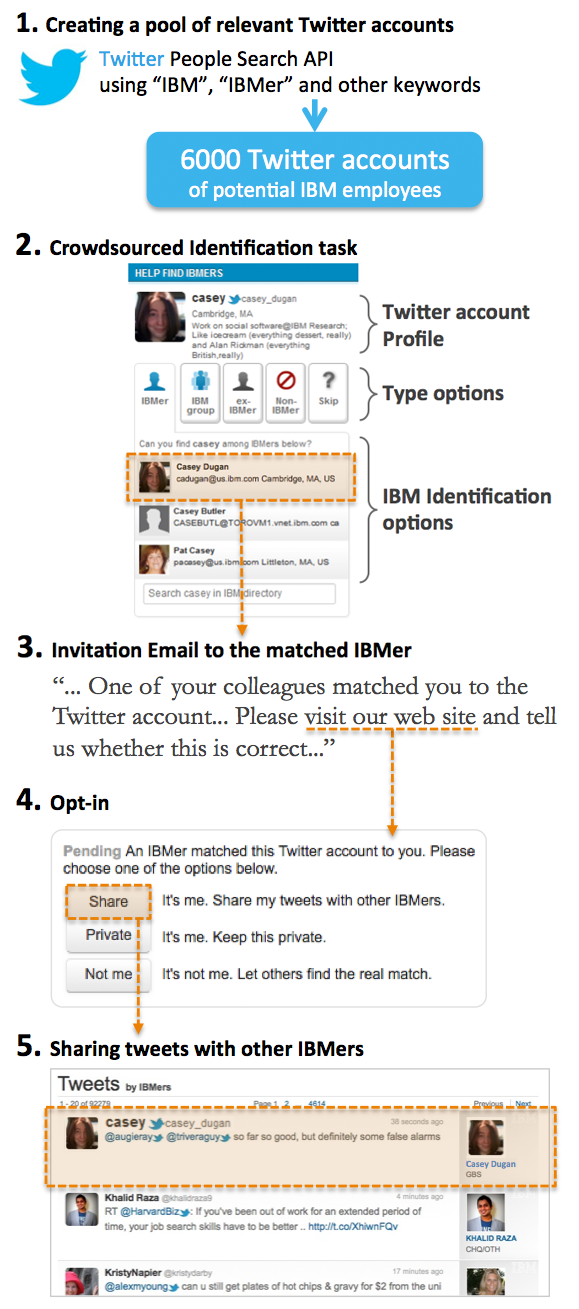 1. Creating a pool of relevant Twitter accounts
Twitter People Search API
using “IBM”, “IBMer” and other keywords
6000 Twitter accounts
of potential IBM employees
2. Crowdsourced Identification task
HELP FIND IBMERS
casey casey_dugan
Cambridge, MA
Work on social software@IBM Research;
Like icecream (everything dessert, really)
and Alan Rickman (everything
British,really)
Twitter account
Profile
IBMer
IBM
group
ex-
IBMer
Non-
IBMer
?
Skip
Type options
Can you find casey among IBMers below?
Casey Dugan
cadugan@us.ibm.com Cambridge, MA, US
Casey Butler
CASEBUTL@TOROVM1.vnet.ibm.com ca
Pat Casey
pacasey@us.ibm.com Littleton, MA, US
Search casey in IBM directory
IBM Identification
options
3. Invitation Email to the matched IBMer
“... One of your colleagues matched you to the
Twitter account... Please visit our web site and tell
us whether this is correct...”
4. Opt-in
Pending An IBMer matched this Twitter account to you. Please
choose one of the options below.
Share It's me. Share my tweets with other IBMers.
Private It's me. Keep this private.
Not me It's not me. Let others find the real match.
5. Sharing tweets with other IBMers
Tweets by IBMers
1 - 20 of 92279 Page 1 2 ... 4614 Previous Next
casey casey_dugan 38 seconds ago
@augieray @triveraguy so far so good, but definitely some false alarms
Casey Dugan
GBS
Khalid Raza @khalidraza9 4 minutes ago
RT @HarvardBiz: If you've been out of work for an extended period of
time, your job search skills have to be better .. http://t.co/XhiwnFQv
KHALID RAZA
CHQ/OTH
KristyNapier @kristydarby 17 minutes ago
@alexmyoung can u still get plates of hot chips & gravy for $2 from the uni